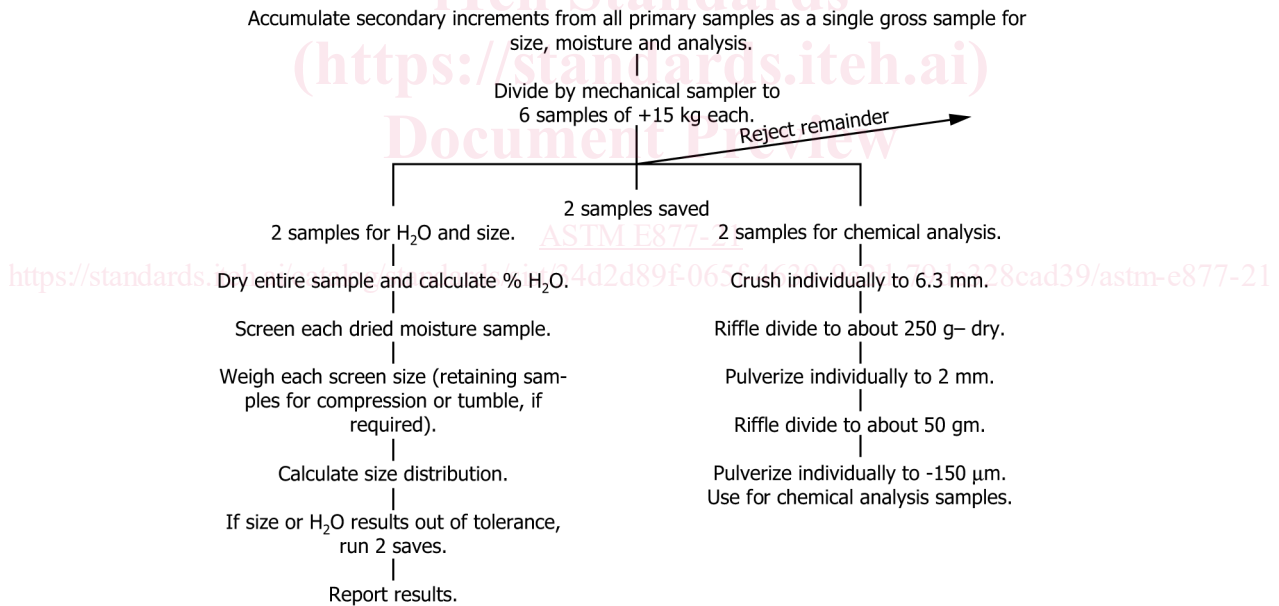 iTeh Standards
Accumulate secondary increments from all primary samples as a single gross sample for
size, moisture and analysis.
(https://standards.iteh.ai)
Divide by mechanical sampler to
6 samples of +15 kg each.
Reject remainder
Document Preview
2 samples saved
2 samples for H₂O and size.
ASTM E877-21
Dry entire sample and calculate % H₂O.
Screen each dried moisture sample.
Weigh each screen size (retaining sam-
ples for compression or tumble, if
required).
Calculate size distribution.
If size or H₂O results out of tolerance,
run 2 saves.
Report results.
2 samples for chemical analysis.
Crush individually to 6.3 mm.
Riffle divide to about 250 g– dry.
Pulverize individually to 2 mm.
Riffle divide to about 50 gm.
Pulverize individually to -150 µm.
Use for chemical analysis samples.